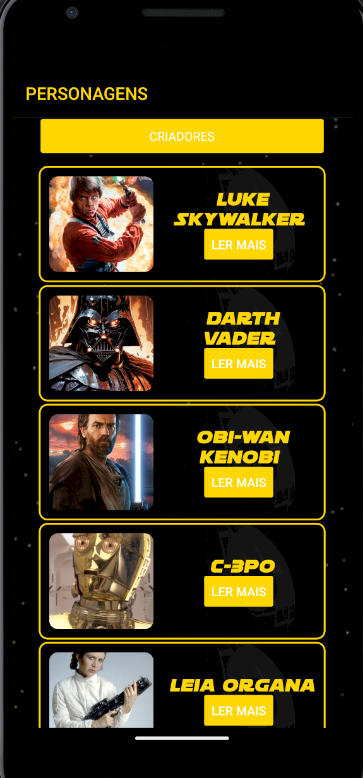 PERSONAGENS
CRIADORES
LUKE
SKYWALKER
LER MAIS
DARTH
VADER
LER MAIS
OBI-WAN
KENOBI
LER MAIS
C-3PO
LER MAIS
LEIA ORGANA
LER MAIS